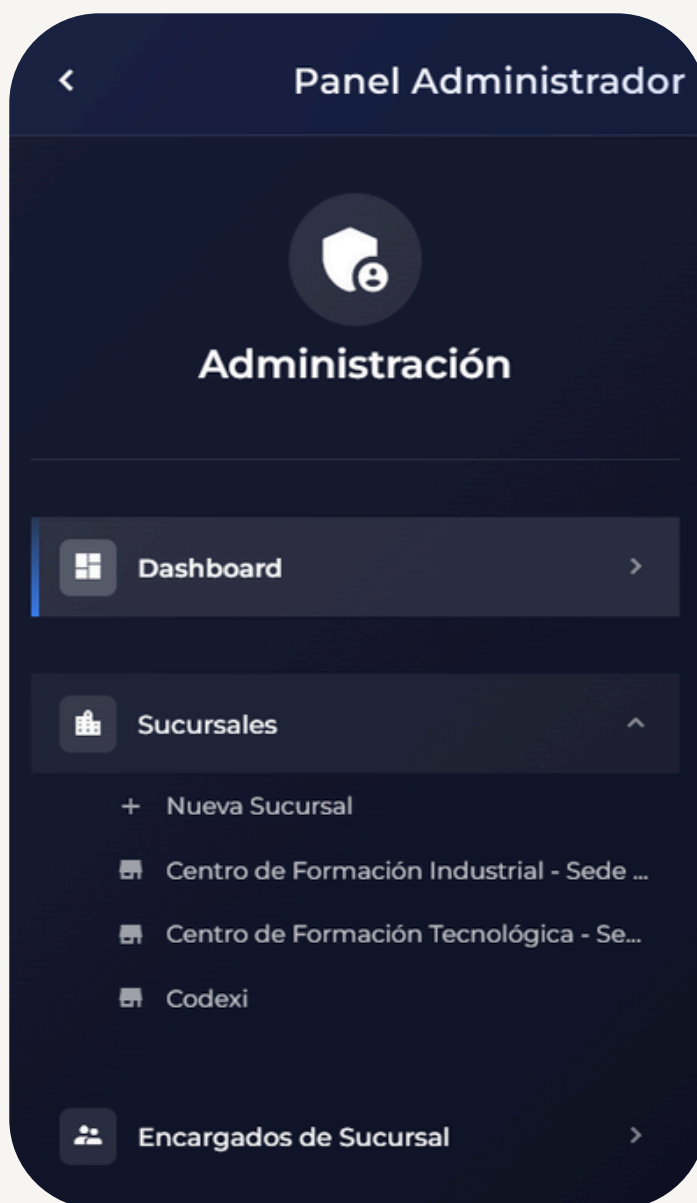 Panel Administrador
Administración
Dashboard
Sucursales
Nueva Sucursal
Centro de Formación Industrial - Sede ...
Centro de Formación Tecnológica - Se...
Codexi
Encargados de Sucursal